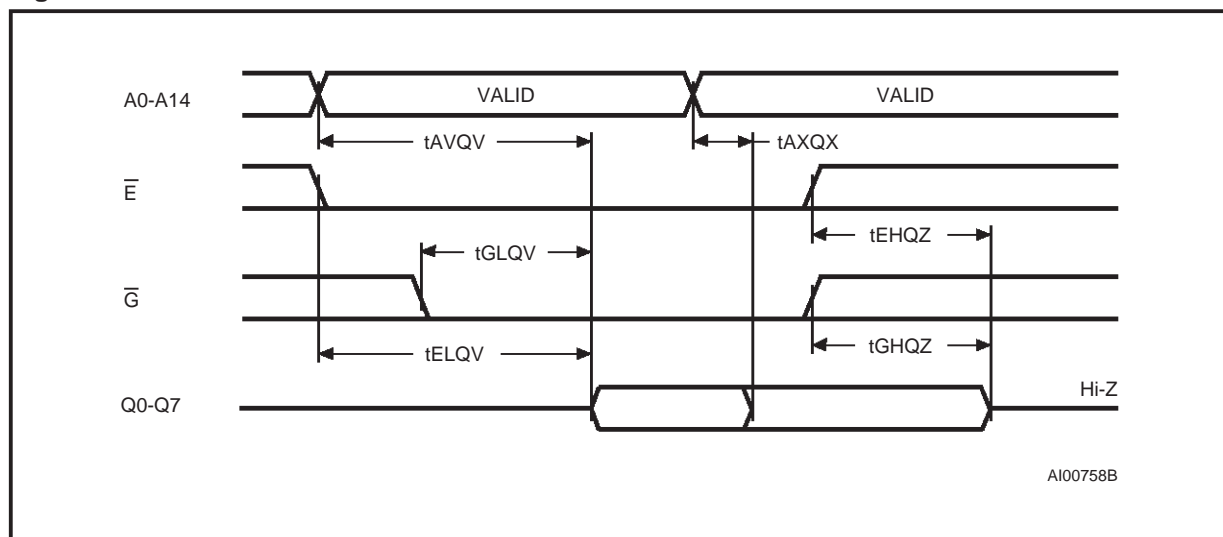 A0-A14
VALID
VALID
tAVQV
tAXQX
E̅
tEHQZ
tGLQV
G̅
tGHQZ
tELQV
Q0-Q7
Hi-Z
AI00758B